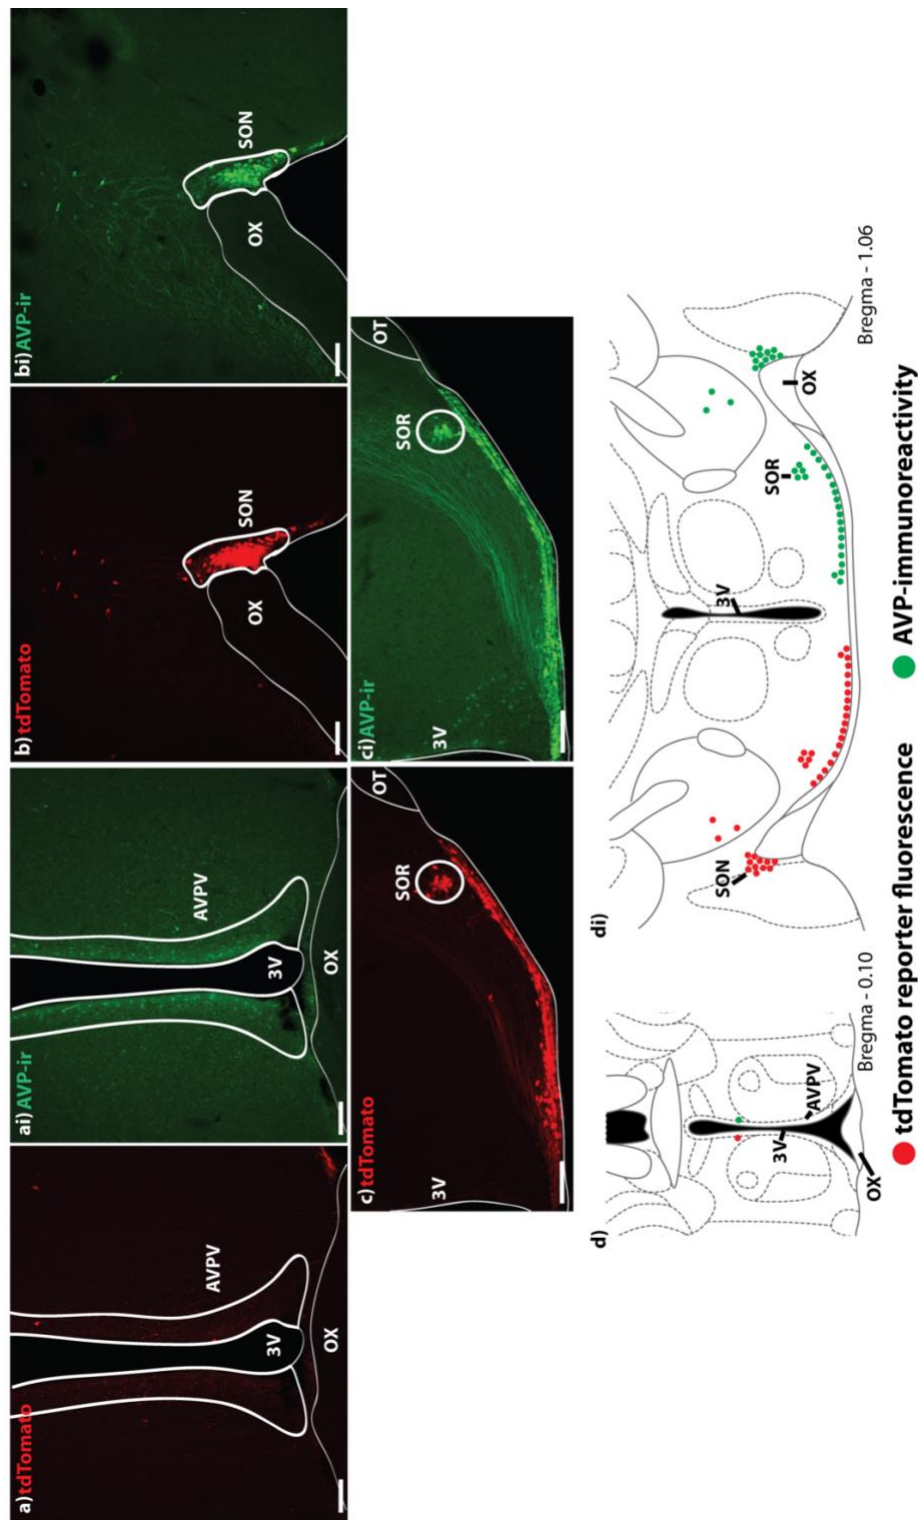 a)tdTomato
AVPV
3V
OX
ai)AVP-ir
AVPV
3V
OX
b)tdTomato
SON
OX
bi)AVP-ir
SON
OX
c)tdTomato
OT
SOR
3V
ci)AVP-ir
OT
SOR
3V
d)
3V
AVPV
OX
Bregma - 0.10
di)
SON
3V
SOR
OX
Bregma - 1.06
tdTomato reporter fluorescence
AVP-immunoreactivity